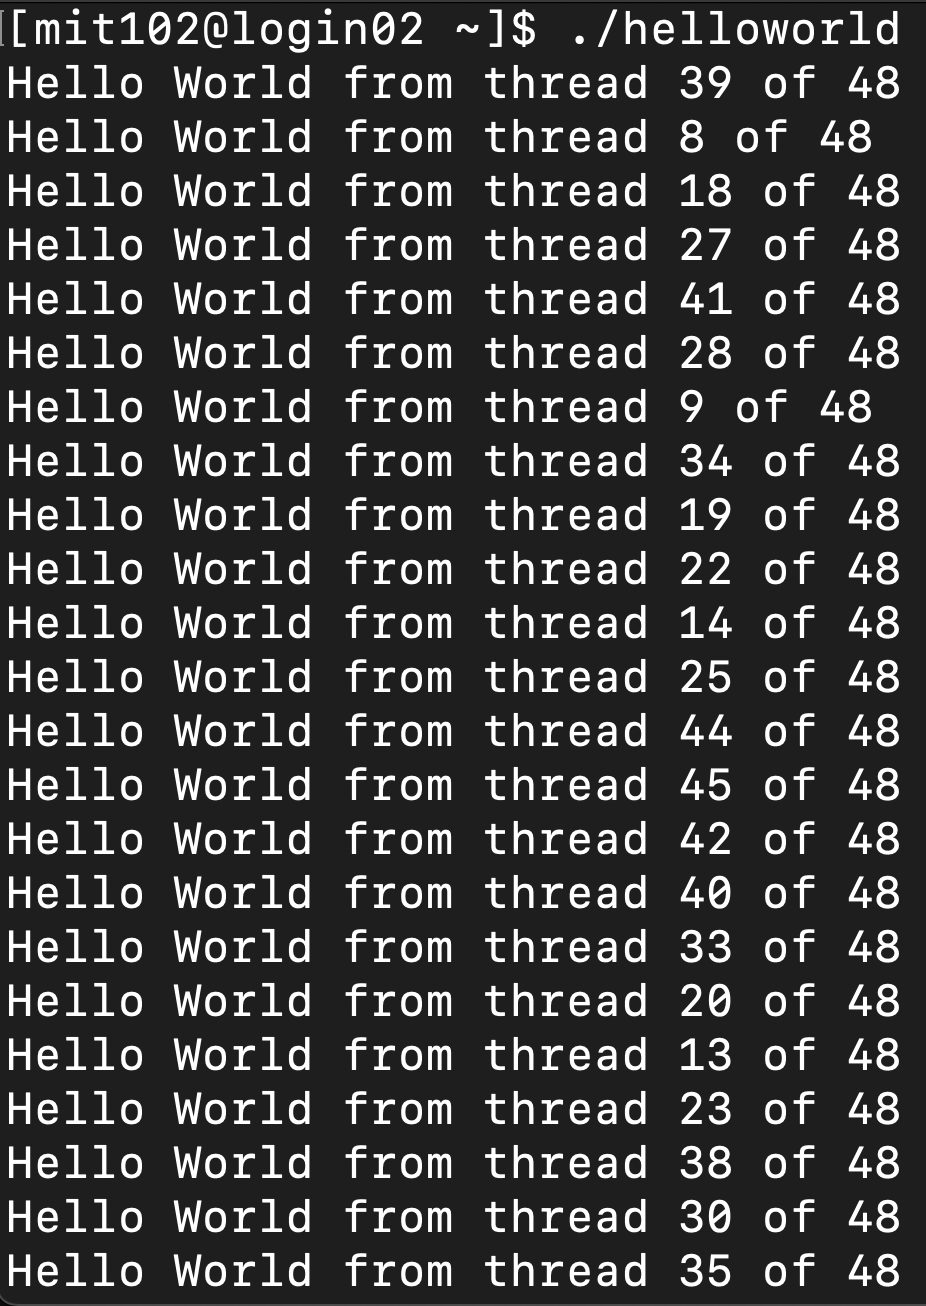 [mit102@login02 ~]$ ./helloworld
Hello World from thread 39 of 48
Hello World from thread 8 of 48
Hello World from thread 18 of 48
Hello World from thread 27 of 48
Hello World from thread 41 of 48
Hello World from thread 28 of 48
Hello World from thread 9 of 48
Hello World from thread 34 of 48
Hello World from thread 19 of 48
Hello World from thread 22 of 48
Hello World from thread 14 of 48
Hello World from thread 25 of 48
Hello World from thread 44 of 48
Hello World from thread 45 of 48
Hello World from thread 42 of 48
Hello World from thread 40 of 48
Hello World from thread 33 of 48
Hello World from thread 20 of 48
Hello World from thread 13 of 48
Hello World from thread 23 of 48
Hello World from thread 38 of 48
Hello World from thread 30 of 48
Hello World from thread 35 of 48